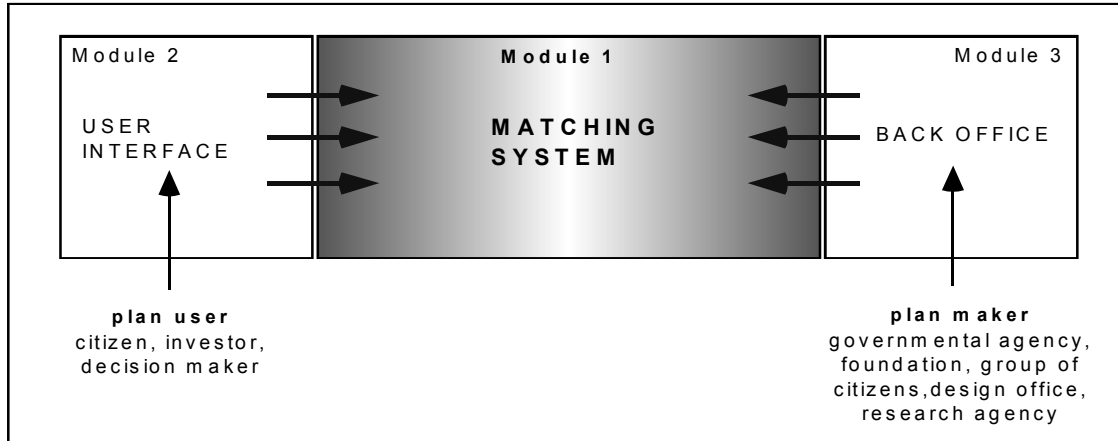 Module 2
USER
INTERFACE
Module 1
MATCHING
SYSTEM
Module 3
BACK OFFICE
plan user
citizen, investor,
decision maker
plan maker
governmental agency,
foundation, group of
citizens,design office,
research agency